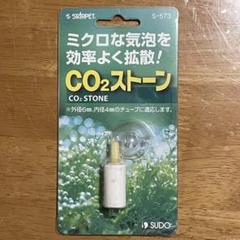 S SKRPET
S-573
ミクロな気泡を
効率よく拡散!
CO₂ストーン
CO₂ STONE
※外径6㎜、内径4㎜のチューブに適応します。
SUDO